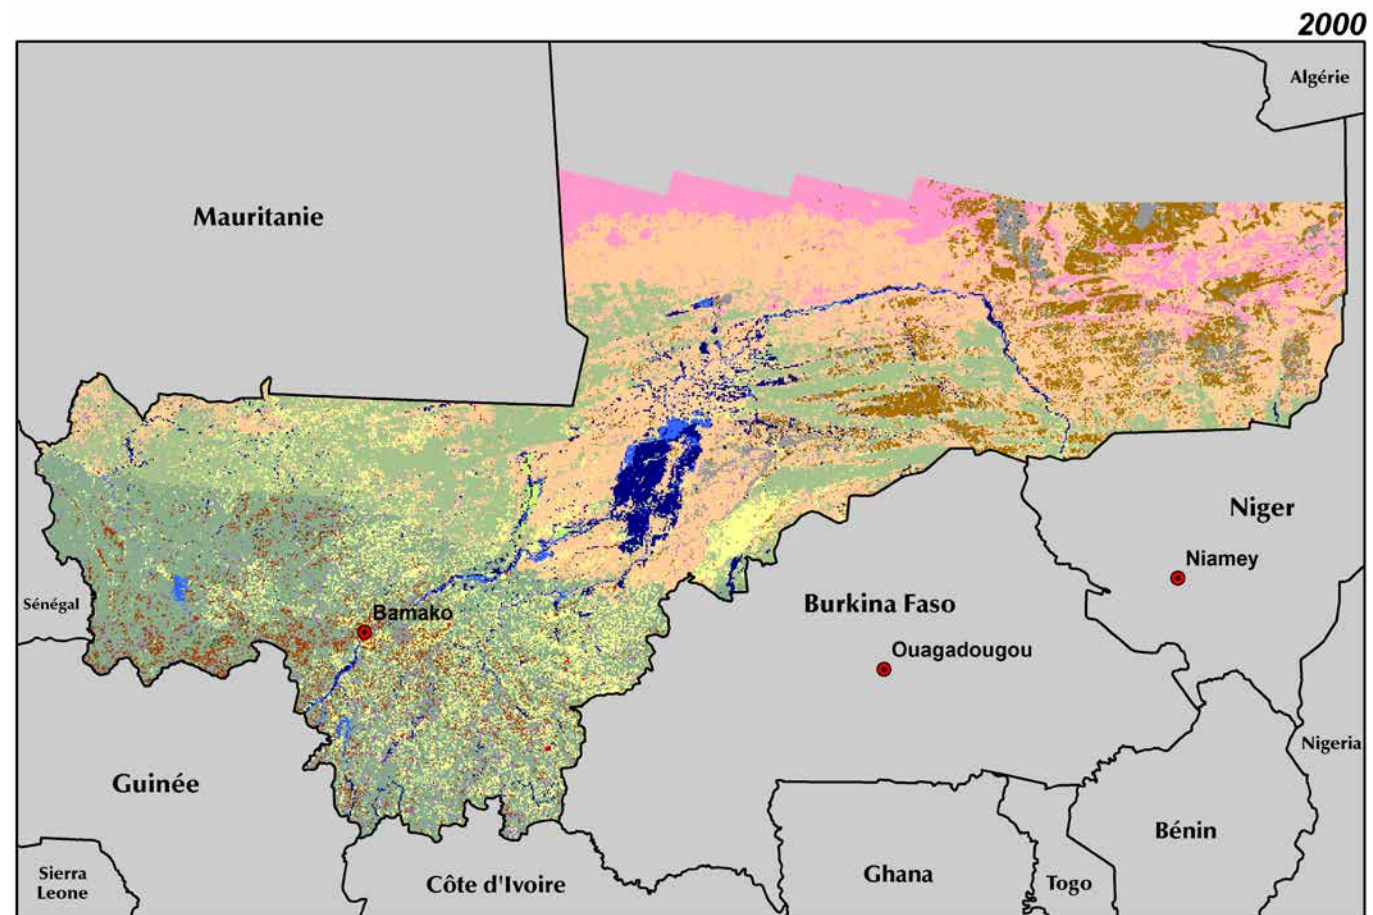 2000
Algérie
Mauritanie
Niger
Niamey
Sénégal
Bamako
Burkina Faso
Ouagadougou
Nigeria
Guinée
Bénin
Sierra
Leone
Côte d'Ivoire
Ghana
Togo